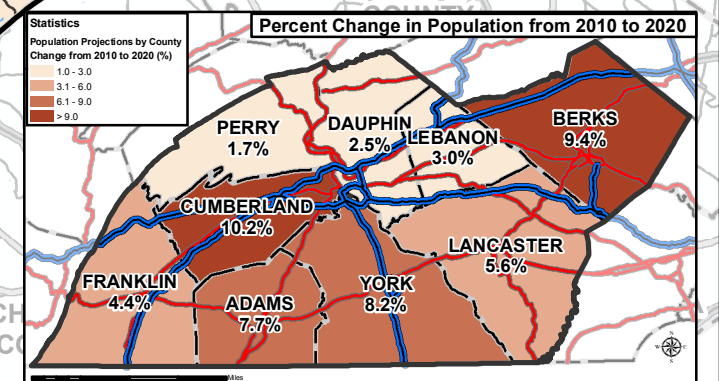 Percent Change in Population from 2010 to 2020
Statistics
Population Projections by County
Change from 2010 to 2020 (%)
1.0 - 3.0
3.1 - 6.0
6.1 - 9.0
> 9.0
PERRY
1.7%
DAUPHIN
2.5%
LEBANON
3.0%
BERKS
9.4%
CUMBERLAND
10.2%
LANCASTER
5.6%
FRANKLIN
4.4%
ADAMS
7.7%
YORK
8.2%
Miles
N
W
E
S